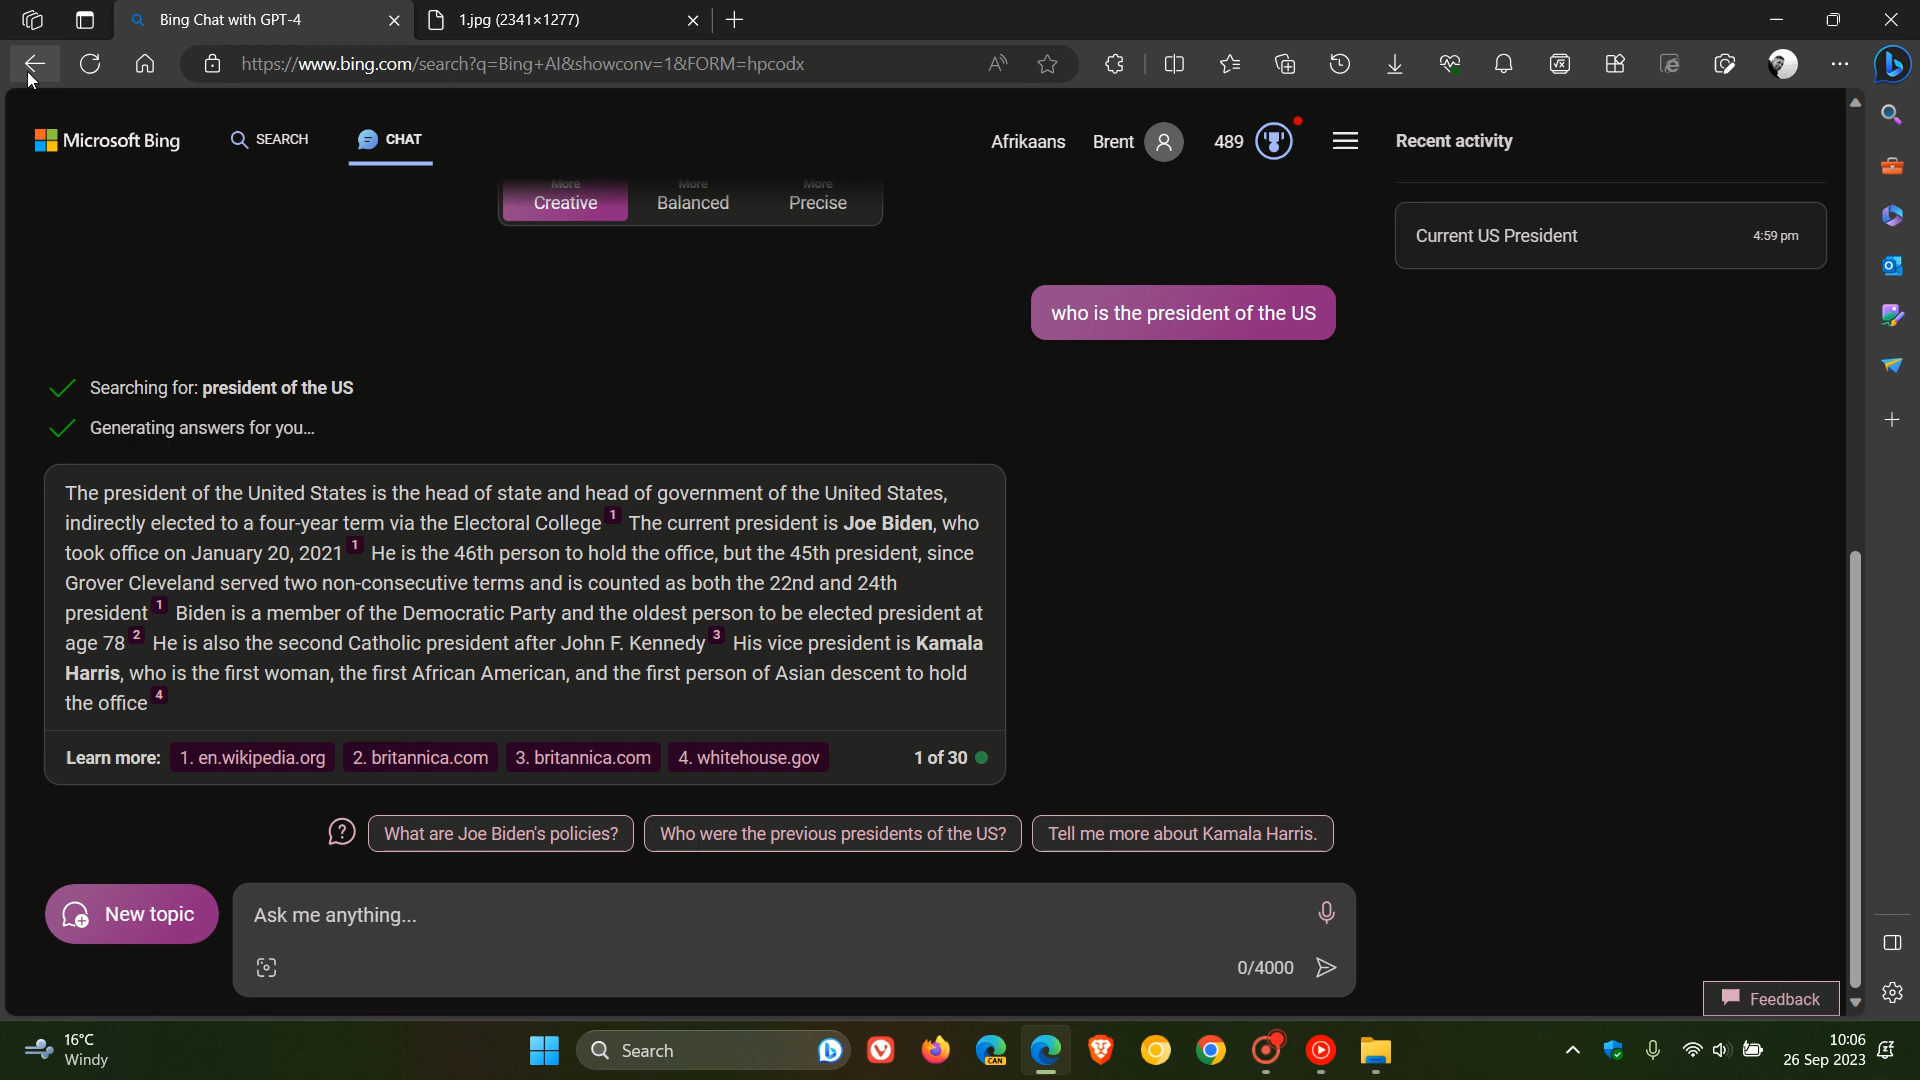 Bing Chat with GPT-4
1.jpg (2341×1277)
https://www.bing.com/search?q=Bing+AI&showconv=1&FORM=hpcodx
Microsoft Bing
SEARCH
CHAT
Afrikaans
Brent
489
Recent activity
More
Creative
More
Balanced
More
Precise
Current US President 4:59 pm
who is the president of the US
Searching for: president of the US
Generating answers for you...
The president of the United States is the head of state and head of government of the United States,
indirectly elected to a four-year term via the Electoral College 1 The current president is Joe Biden, who
took office on January 20, 2021 1 He is the 46th person to hold the office, but the 45th president, since
Grover Cleveland served two non-consecutive terms and is counted as both the 22nd and 24th
president 1 Biden is a member of the Democratic Party and the oldest person to be elected president at
age 78 2 He is also the second Catholic president after John F. Kennedy 3 His vice president is Kamala
Harris, who is the first woman, the first African American, and the first person of Asian descent to hold
the office 4
Learn more: 1. en.wikipedia.org 2. britannica.com 3. britannica.com 4. whitehouse.gov 1 of 30
What are Joe Biden's policies? Who were the previous presidents of the US? Tell me more about Kamala Harris.
New topic
Ask me anything...
0/4000
Feedback
16°C
Windy
Search
CAN
10:06
26 Sep 2023